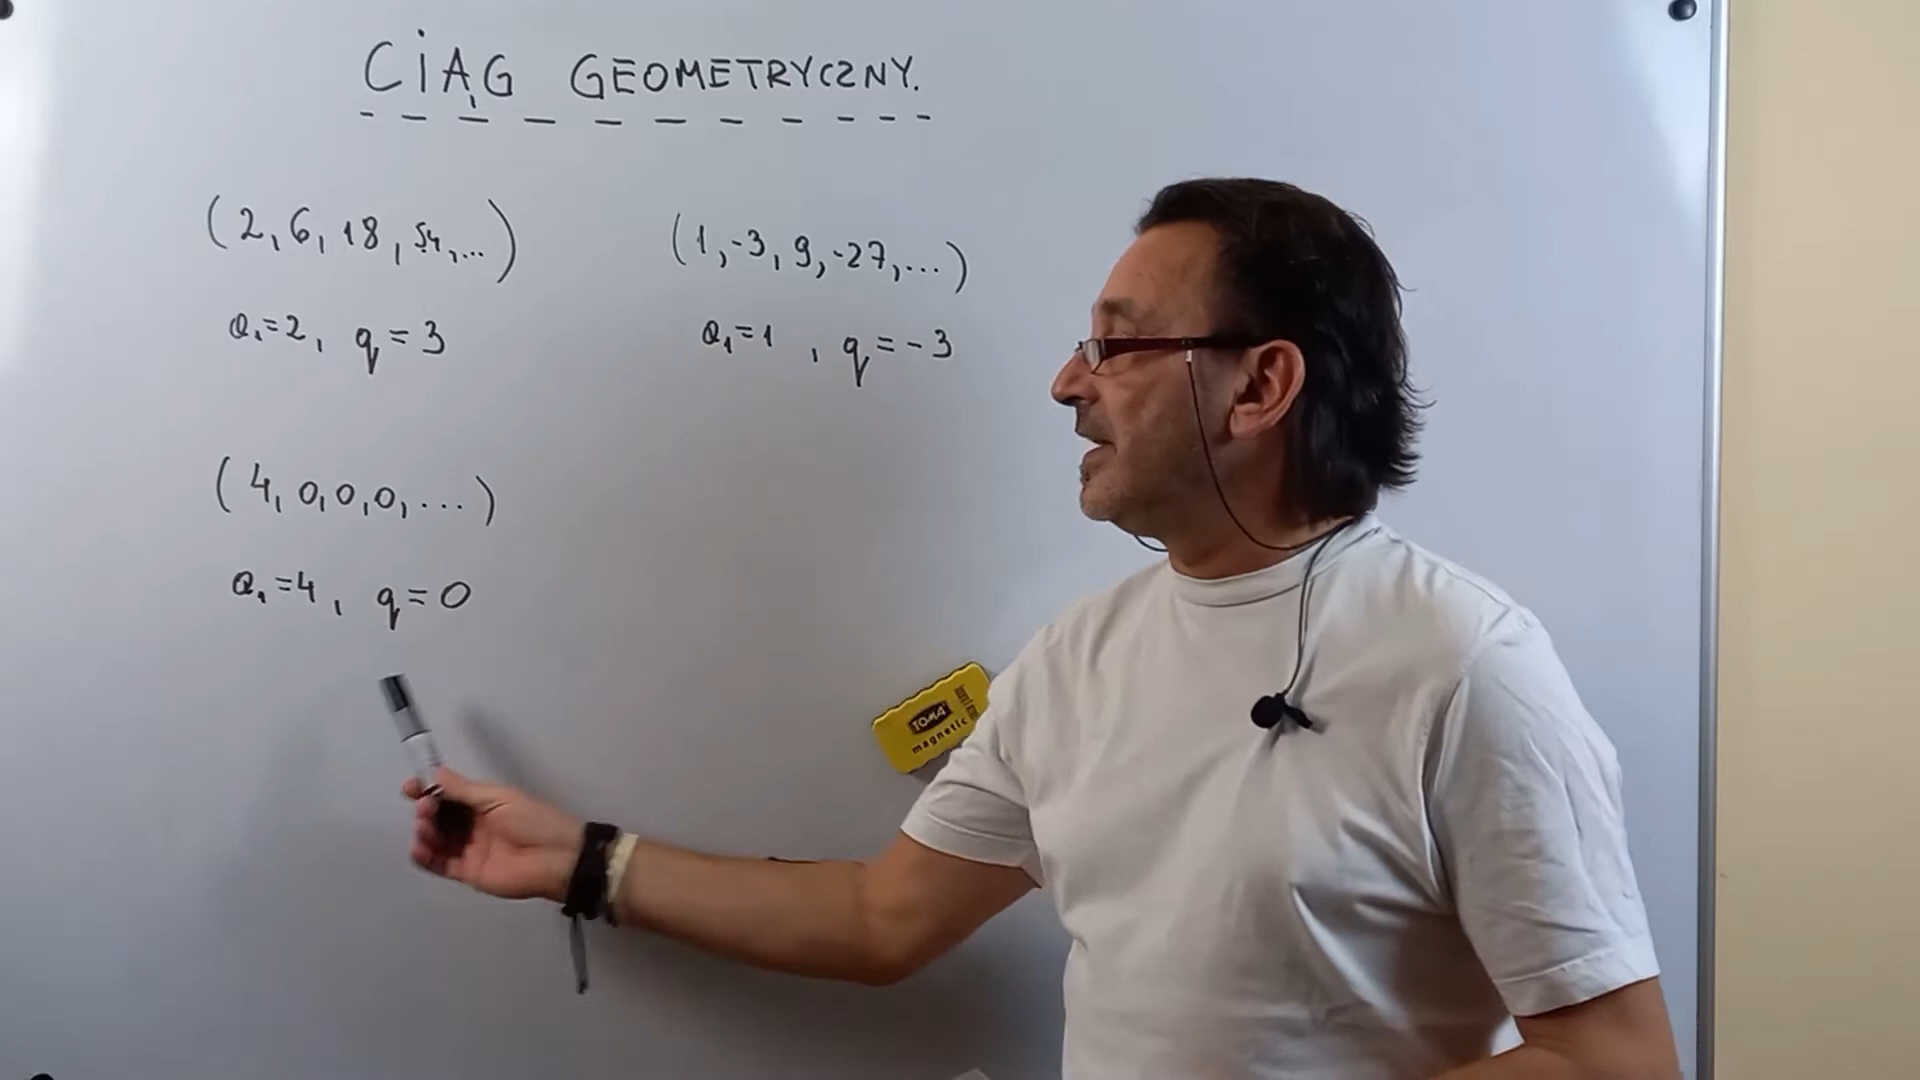 CIĄG GEOMETRYCZNY.
(2, 6, 18, 54, ...)
a₁=2, q=3
(1, -3, 9, -27, ...)
a₁=1, q=-3
(4, 0, 0, 0, ...)
a₁=4, q=0
TOMA
magnetic